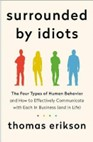 surrounded by
idiots
The Four Types of Human Behavior
and How to Effectively Communicate
with Each in Business (and in Life)
thomas erikson